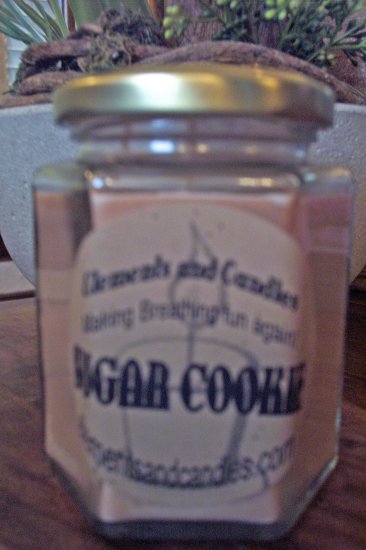 Elements and Candles
Making Breathing fun again!
SUGAR COOKIE
elementsandcandles.com